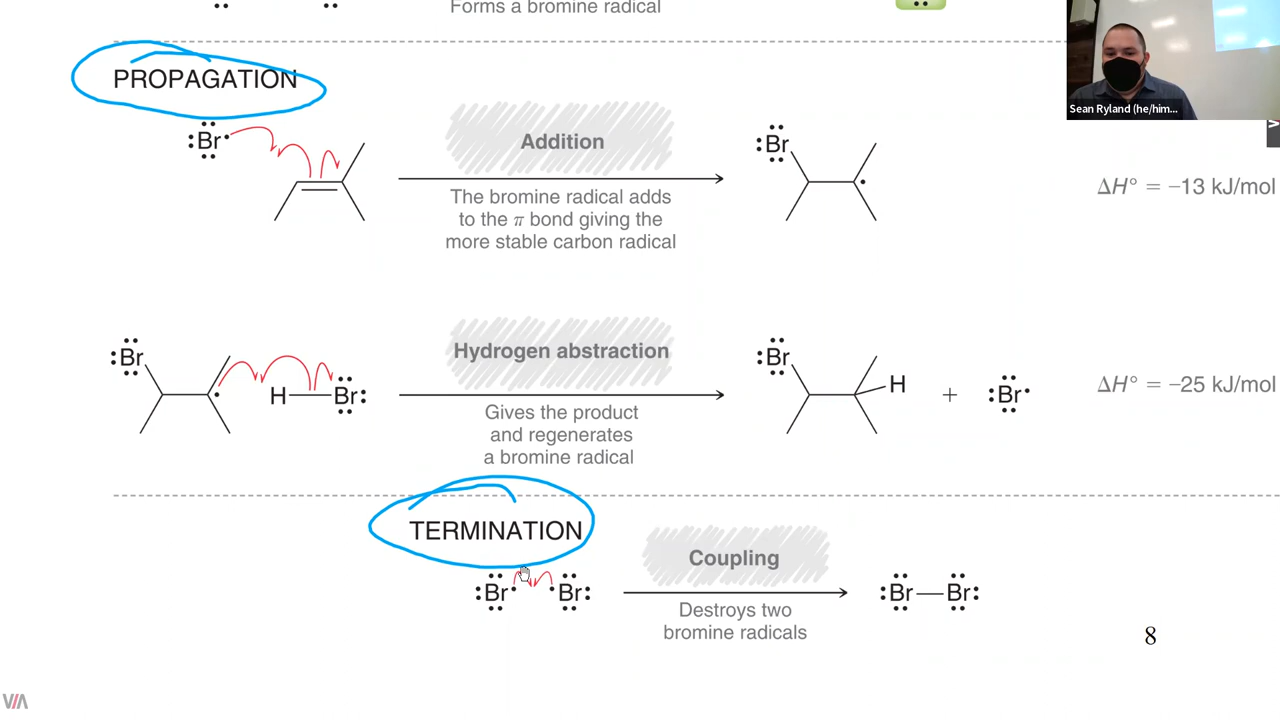 Forms a bromine radical
PROPAGATION
Sean Ryland (he/him...
:Br·
Addition
:Br
ΔH° = −13 kJ/mol
The bromine radical adds
to the π bond giving the
more stable carbon radical
:Br
Hydrogen abstraction
:Br
H
ΔH° = −25 kJ/mol
H
Br:
+
:Br·
Gives the product
and regenerates
a bromine radical
TERMINATION
Coupling
:Br·
·Br:
:Br—Br:
Destroys two
bromine radicals
8
VIA